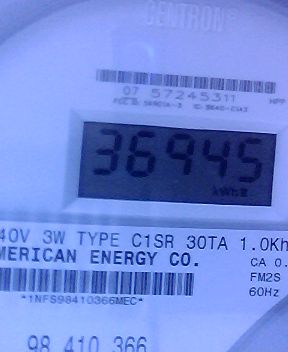 CENTRON®
07 57245311
36945
kWh
40V 3W TYPE C1SR 30TA 1.0Kh
MERICAN ENERGY CO.
CA 0.
FM2S
60Hz
*1NFS98410366MEC*
98 410 366